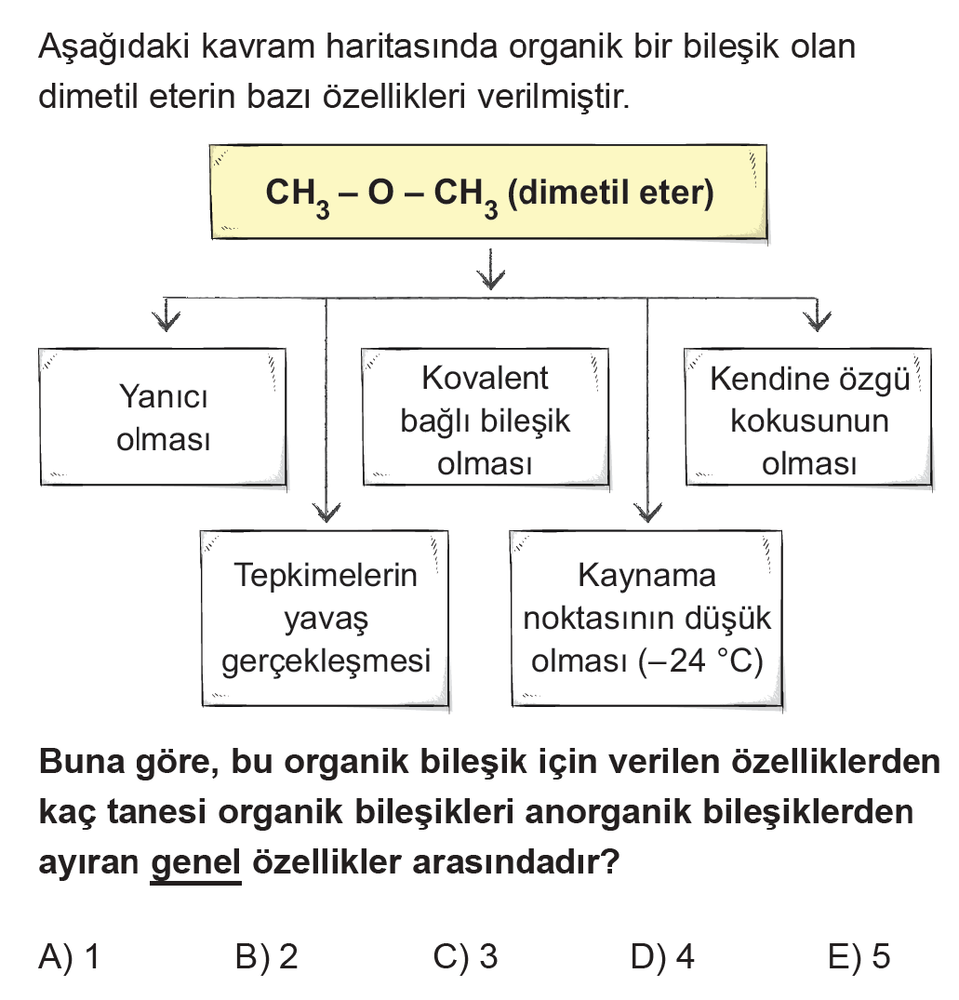 Aşağıdaki kavram haritasında organik bir bileşik olan
dimetil eterin bazı özellikleri verilmiştir.
CH₃ – O – CH₃ (dimetil eter)
Yanıcı
olması
Kovalent
bağlı bileşik
olması
Kendine özgü
kokusunun
olması
Tepkimelerin
yavaş
gerçekleşmesi
Kaynama
noktasının düşük
olması (–24 °C)
Buna göre, bu organik bileşik için verilen özelliklerden
kaç tanesi organik bileşikleri anorganik bileşiklerden
ayıran genel özellikler arasındadır?
A) 1 B) 2 C) 3 D) 4 E) 5